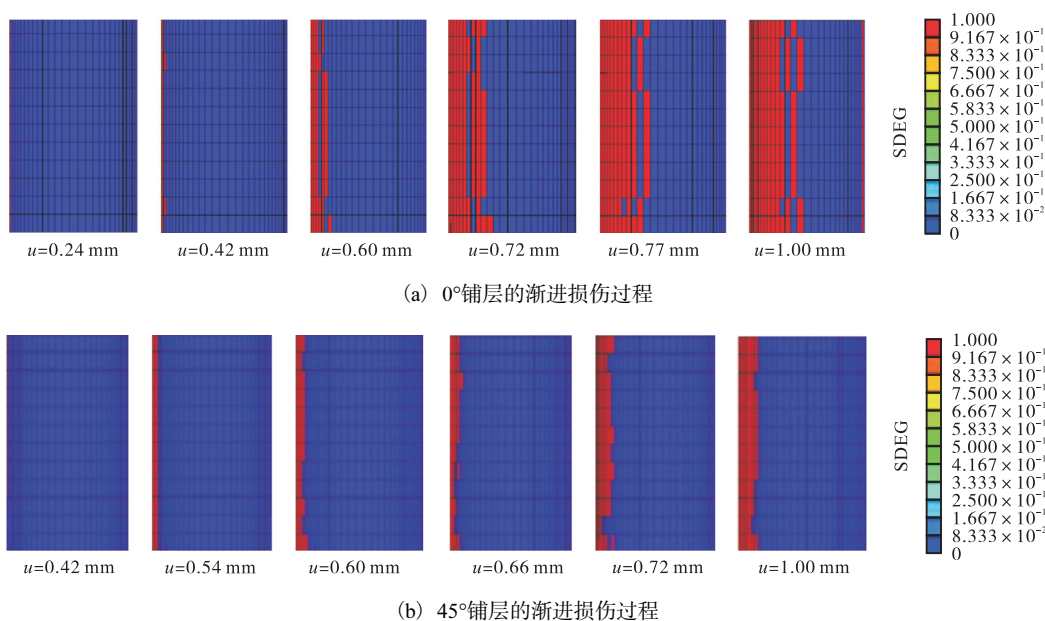 1.000
9.167×10⁻¹
8.333×10⁻¹
7.500×10⁻¹
6.667×10⁻¹
5.833×10⁻¹
5.000×10⁻¹
4.167×10⁻¹
3.333×10⁻¹
2.500×10⁻¹
1.667×10⁻¹
8.333×10⁻²
0
SDEG
u=0.24 mm
u=0.42 mm
u=0.60 mm
u=0.72 mm
u=0.77 mm
u=1.00 mm
（a）0°铺层的渐进损伤过程
1.000
9.167×10⁻¹
8.333×10⁻¹
7.500×10⁻¹
6.667×10⁻¹
5.833×10⁻¹
5.000×10⁻¹
4.167×10⁻¹
3.333×10⁻¹
2.500×10⁻¹
1.667×10⁻¹
8.333×10⁻²
0
SDEG
u=0.42 mm
u=0.54 mm
u=0.60 mm
u=0.66 mm
u=0.72 mm
u=1.00 mm
（b）45°铺层的渐进损伤过程